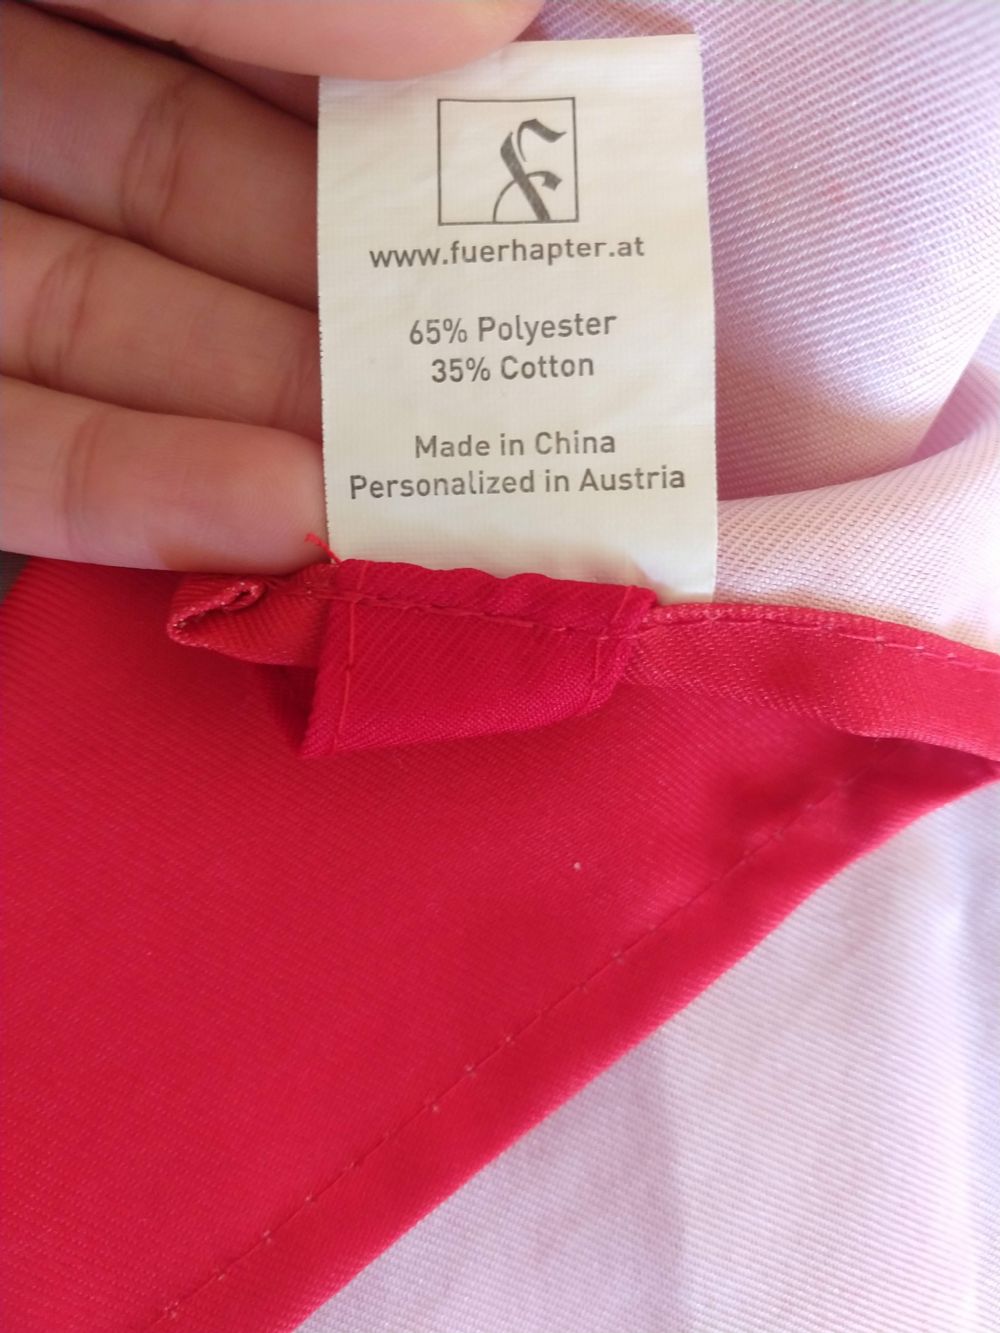 F
www.fuerhapter.at
65% Polyester
35% Cotton
Made in China
Personalized in Austria